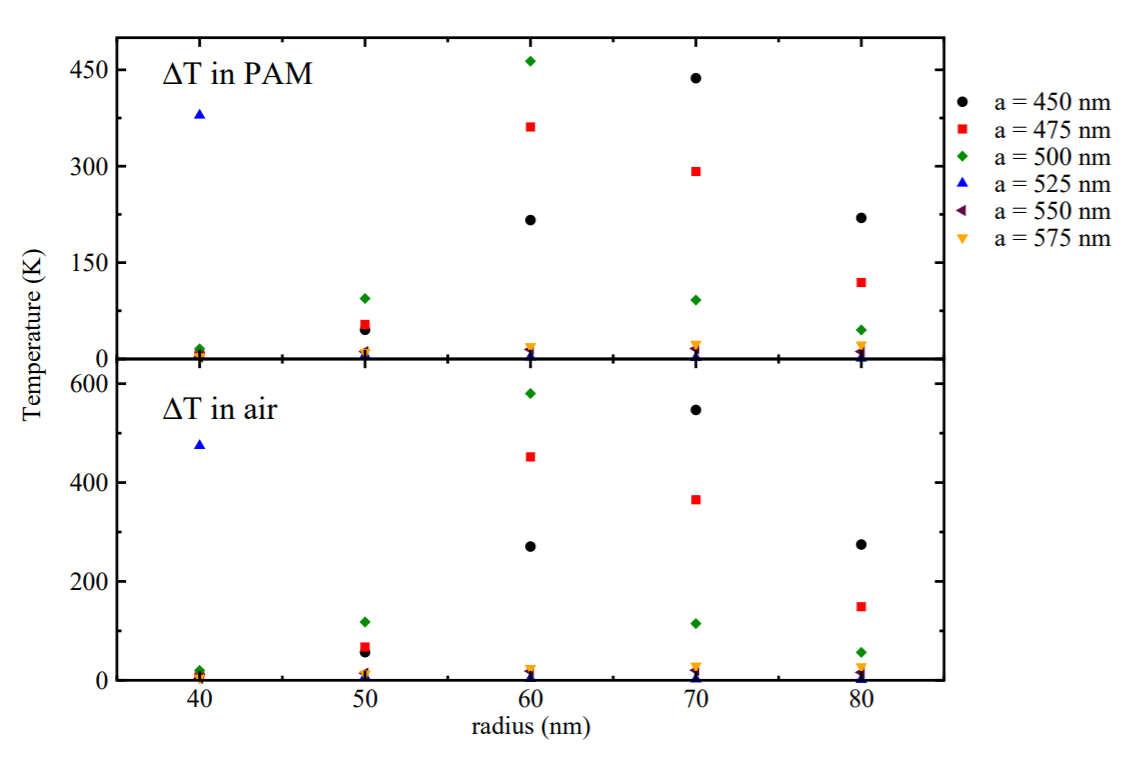 ΔT in PAM
450
300
150
0
a = 450 nm
a = 475 nm
a = 500 nm
a = 525 nm
a = 550 nm
a = 575 nm
Temperature (K)
ΔT in air
600
400
200
0
40 50 60 70 80
radius (nm)